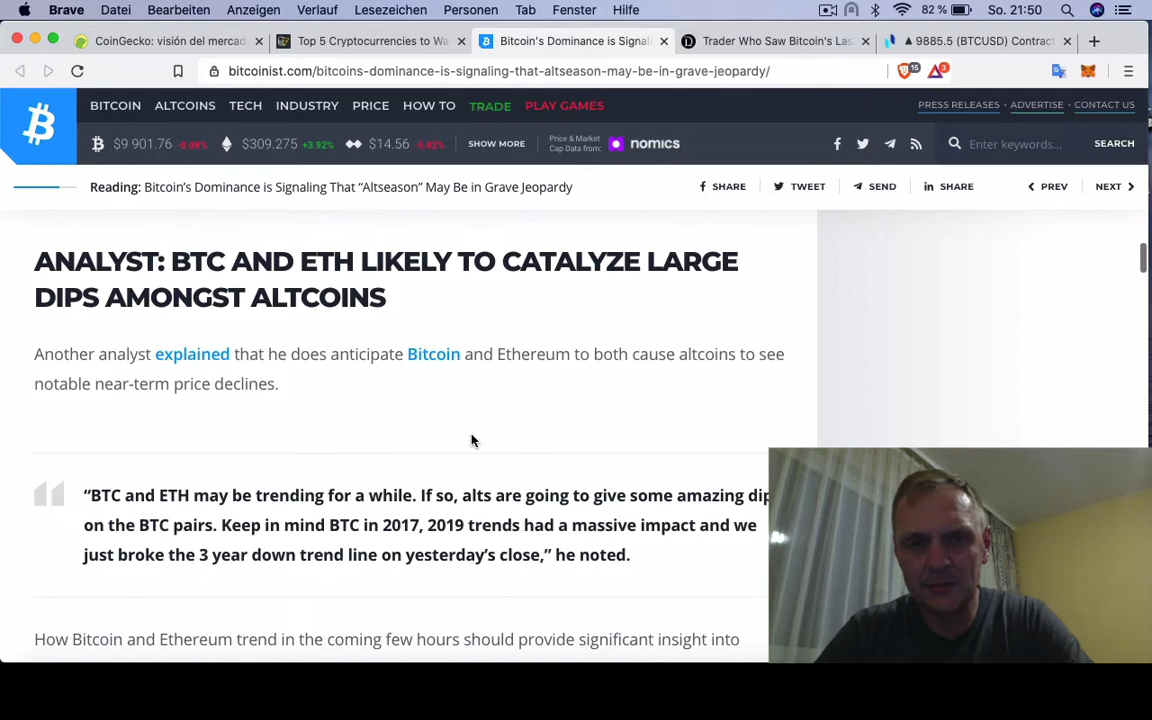 Brave Datei Bearbeiten Anzeigen Verlauf Lesezeichen Personen Tab Fenster Hilfe 82 % So. 21:50
CoinGecko: visión del mercad Top 5 Cryptocurrencies to Wa Bitcoin's Dominance is Signali Trader Who Saw Bitcoin's Las ▲ 9885.5 (BTCUSD) Contract
bitcoinist.com/bitcoins-dominance-is-signaling-that-altseason-may-be-in-grave-jeopardy/ 15 3
BITCOIN ALTCOINS TECH INDUSTRY PRICE HOW TO TRADE PLAY GAMES PRESS RELEASES · ADVERTISE · CONTACT US
$9 901.76 -0.08% $309.275 +3.92% $14.56 -5.82% SHOW MORE Price & Market Cap Data from: nomics Enter keywords... SEARCH
Reading: Bitcoin's Dominance is Signaling That “Altseason” May Be in Grave Jeopardy SHARE TWEET SEND SHARE PREV NEXT
ANALYST: BTC AND ETH LIKELY TO CATALYZE LARGE
DIPS AMONGST ALTCOINS
Another analyst explained that he does anticipate Bitcoin and Ethereum to both cause altcoins to see
notable near-term price declines.
“BTC and ETH may be trending for a while. If so, alts are going to give some amazing dip
on the BTC pairs. Keep in mind BTC in 2017, 2019 trends had a massive impact and we
just broke the 3 year down trend line on yesterday’s close,” he noted.
How Bitcoin and Ethereum trend in the coming few hours should provide significant insight into